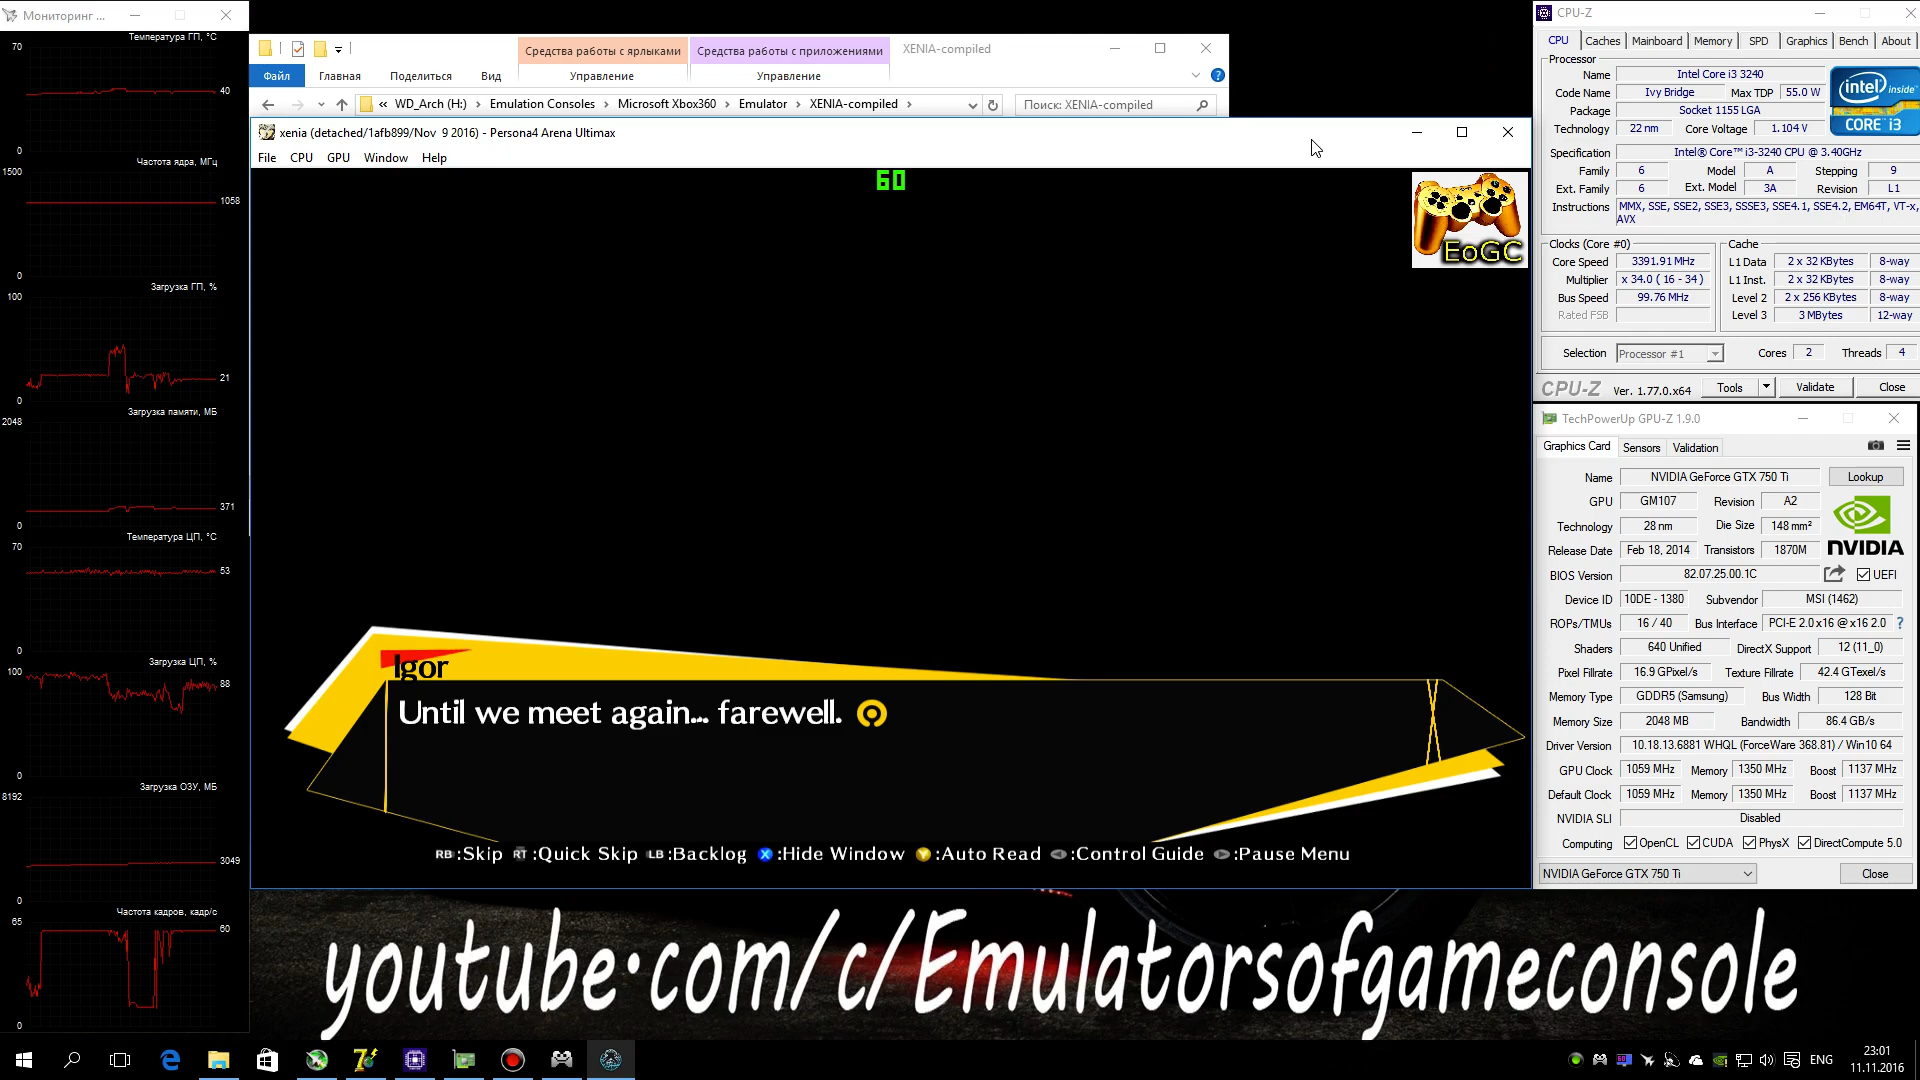 Мониторинг ...
Температура ГП, °C
70
40
0
Частота ядра, МГц
1500
1058
0
Загрузка ГП, %
100
21
0
Загрузка памяти, МБ
2048
371
0
Температура ЦП, °C
70
53
0
Загрузка ЦП, %
100
88
0
Загрузка ОЗУ, МБ
8192
3049
0
Частота кадров, кадр/с
65
60
0
Средства работы с ярлыками
Средства работы с приложениями
XENIA-compiled
Файл Главная Поделиться Вид Управление Управление
« WD_Arch (H:) › Emulation Consoles › Microsoft Xbox360 › Emulator › XENIA-compiled ›
Поиск: XENIA-compiled
xenia (detached/1afb899/Nov 9 2016) - Persona4 Arena Ultimax
File CPU GPU Window Help
60
EoGC
Igor
Until we meet again... farewell.
RB :Skip RT :Quick Skip LB :Backlog X :Hide Window Y :Auto Read :Control Guide :Pause Menu
youtube.com/c/Emulatorsofgameconsole
CPU-Z
CPU Caches Mainboard Memory SPD Graphics Bench About
Processor
Name Intel Core i3 3240
Code Name Ivy Bridge Max TDP 55.0 W
Package Socket 1155 LGA
Technology 22 nm Core Voltage 1.104 V
intel inside™
CORE i3
Specification Intel® Core™ i3-3240 CPU @ 3.40GHz
Family 6 Model A Stepping 9
Ext. Family 6 Ext. Model 3A Revision L1
Instructions MMX, SSE, SSE2, SSE3, SSSE3, SSE4.1, SSE4.2, EM64T, VT-x,
AVX
Clocks (Core #0)
Core Speed 3391.91 MHz
Multiplier x 34.0 ( 16 - 34 )
Bus Speed 99.76 MHz
Rated FSB
Cache
L1 Data 2 x 32 KBytes 8-way
L1 Inst. 2 x 32 KBytes 8-way
Level 2 2 x 256 KBytes 8-way
Level 3 3 MBytes 12-way
Selection Processor #1 Cores 2 Threads 4
CPU-Z Ver. 1.77.0.x64 Tools Validate Close
TechPowerUp GPU-Z 1.9.0
Graphics Card Sensors Validation
Name NVIDIA GeForce GTX 750 Ti Lookup
GPU GM107 Revision A2
Technology 28 nm Die Size 148 mm²
Release Date Feb 18, 2014 Transistors 1870M
NVIDIA
BIOS Version 82.07.25.00.1C UEFI
Device ID 10DE - 1380 Subvendor MSI (1462)
ROPs/TMUs 16 / 40 Bus Interface PCI-E 2.0 x16 @ x16 2.0 ?
Shaders 640 Unified DirectX Support 12 (11_0)
Pixel Fillrate 16.9 GPixel/s Texture Fillrate 42.4 GTexel/s
Memory Type GDDR5 (Samsung) Bus Width 128 Bit
Memory Size 2048 MB Bandwidth 86.4 GB/s
Driver Version 10.18.13.6881 WHQL (ForceWare 368.81) / Win10 64
GPU Clock 1059 MHz Memory 1350 MHz Boost 1137 MHz
Default Clock 1059 MHz Memory 1350 MHz Boost 1137 MHz
NVIDIA SLI Disabled
Computing OpenCL CUDA PhysX DirectCompute 5.0
NVIDIA GeForce GTX 750 Ti Close
ENG
23:01
11.11.2016